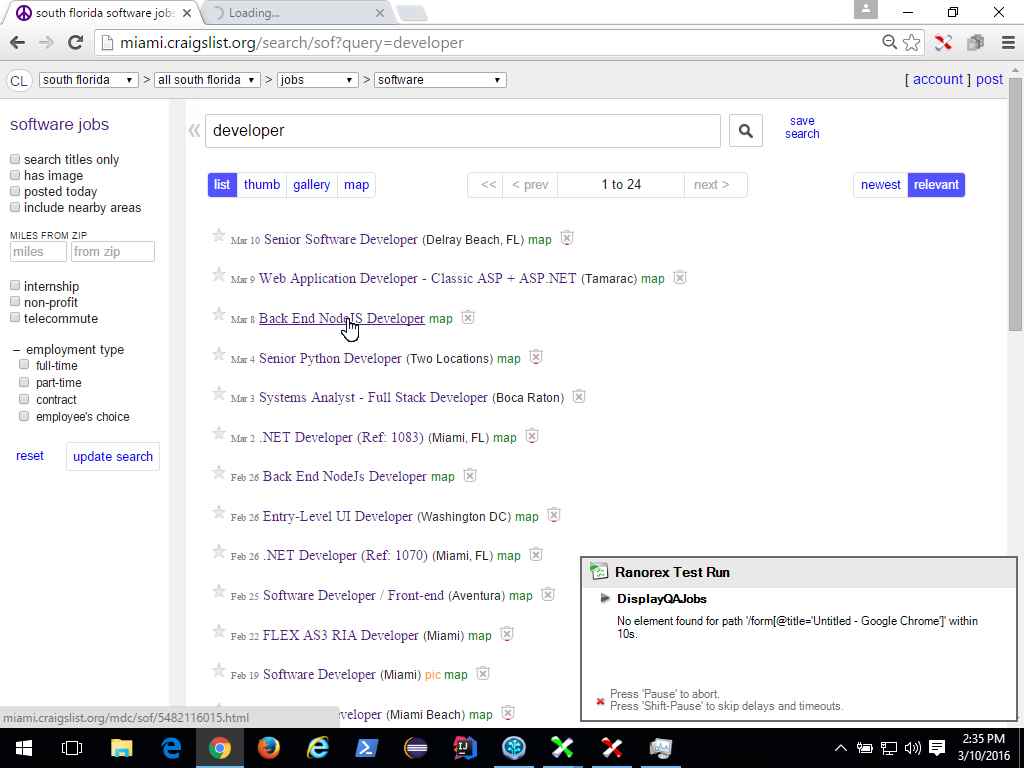 south florida software job
Loading...
miami.craigslist.org/search/sof?query=developer
CL
south florida > all south florida > jobs > software
[ account ] post
software jobs
search titles only
has image
posted today
include nearby areas
MILES FROM ZIP
miles
from zip
internship
non-profit
telecommute
– employment type
full-time
part-time
contract
employee's choice
reset
update search
«
developer
save
search
list thumb gallery map
<< < prev 1 to 24 next >
newest relevant
Mar 10 Senior Software Developer (Delray Beach, FL) map
Mar 9 Web Application Developer - Classic ASP + ASP.NET (Tamarac) map
Mar 8 Back End NodeJS Developer map
Mar 4 Senior Python Developer (Two Locations) map
Mar 3 Systems Analyst - Full Stack Developer (Boca Raton)
Mar 2 .NET Developer (Ref: 1083) (Miami, FL) map
Feb 26 Back End NodeJs Developer map
Feb 26 Entry-Level UI Developer (Washington DC) map
Feb 26 .NET Developer (Ref: 1070) (Miami, FL) map
Feb 25 Software Developer / Front-end (Aventura) map
Feb 22 FLEX AS3 RIA Developer (Miami) map
Feb 19 Software Developer (Miami) pic map
veloper (Miami Beach) map
miami.craigslist.org/mdc/sof/5482116015.html
Ranorex Test Run
DisplayQAJobs
No element found for path '/form[@title='Untitled - Google Chrome']' within
10s.
Press 'Pause' to abort.
Press 'Shift-Pause' to skip delays and timeouts.
2:35 PM
3/10/2016